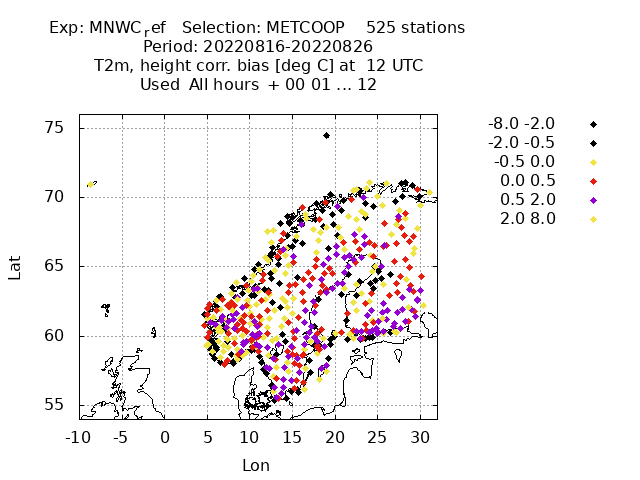 Exp: MNWC_ref   Selection: METCOOP    525 stations
Period: 20220816-20220826
T2m, height corr. bias [deg C] at  12 UTC
Used  All hours  + 00 01 ... 12
-8.0 -2.0
-2.0 -0.5
-0.5 0.0
0.0 0.5
0.5 2.0
2.0 8.0
75
70
65
60
55
Lat
-10 -5 0 5 10 15 20 25 30
Lon